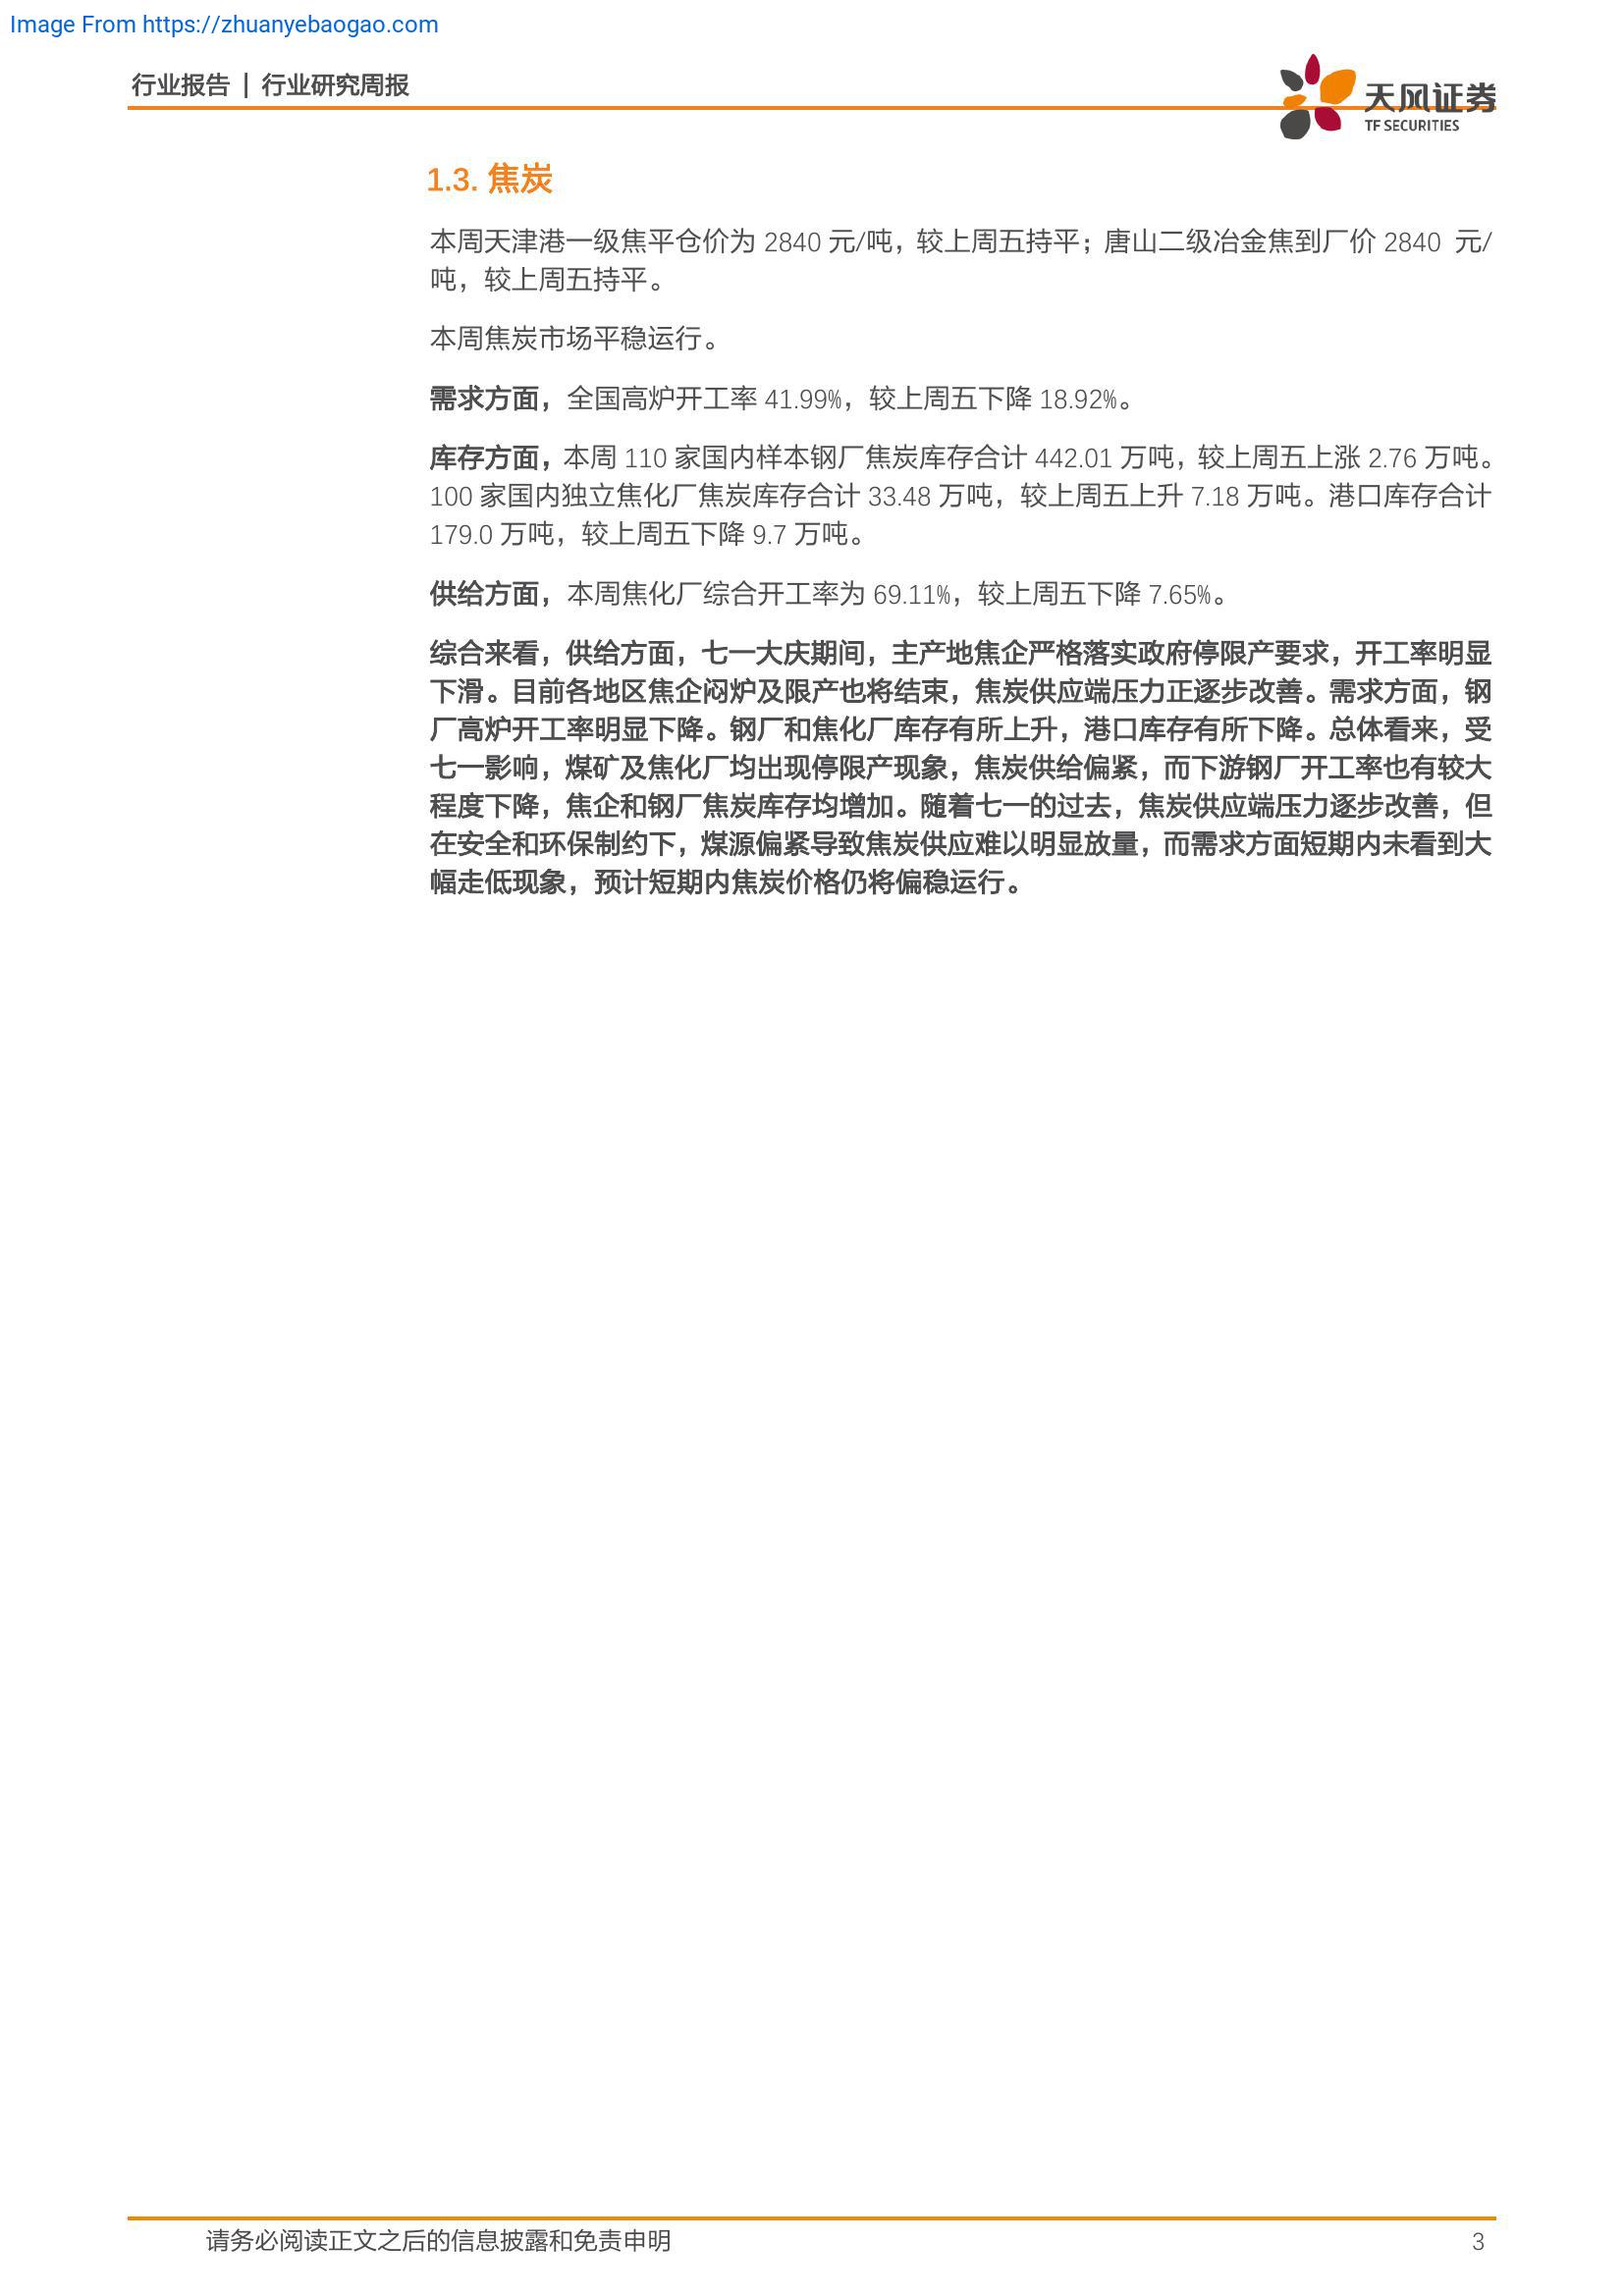 Image From https://zhuanyebaogao.com
行业报告 | 行业研究周报
天风证券
TF SECURITIES
1.3. 焦炭
本周天津港一级焦平仓价为 2840 元/吨，较上周五持平；唐山二级冶金焦到厂价 2840 元/
吨，较上周五持平。
本周焦炭市场平稳运行。
需求方面，全国高炉开工率 41.99%，较上周五下降 18.92%。
库存方面，本周 110 家国内样本钢厂焦炭库存合计 442.01 万吨，较上周五上涨 2.76 万吨。
100 家国内独立焦化厂焦炭库存合计 33.48 万吨，较上周五上升 7.18 万吨。港口库存合计
179.0 万吨，较上周五下降 9.7 万吨。
供给方面，本周焦化厂综合开工率为 69.11%，较上周五下降 7.65%。
综合来看，供给方面，七一大庆期间，主产地焦企严格落实政府停限产要求，开工率明显
下滑。目前各地区焦企闷炉及限产也将结束，焦炭供应端压力正逐步改善。需求方面，钢
厂高炉开工率明显下降。钢厂和焦化厂库存有所上升，港口库存有所下降。总体看来，受
七一影响，煤矿及焦化厂均出现停限产现象，焦炭供给偏紧，而下游钢厂开工率也有较大
程度下降，焦企和钢厂焦炭库存均增加。随着七一的过去，焦炭供应端压力逐步改善，但
在安全和环保制约下，煤源偏紧导致焦炭供应难以明显放量，而需求方面短期内未看到大
幅走低现象，预计短期内焦炭价格仍将偏稳运行。
请务必阅读正文之后的信息披露和免责申明
3